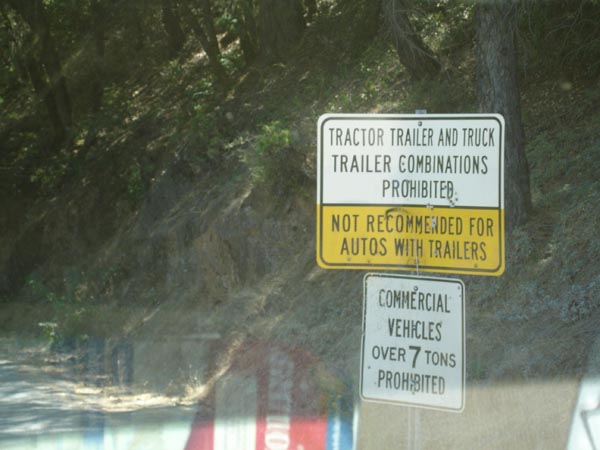 TRACTOR TRAILER AND TRUCK
TRAILER COMBINATIONS
PROHIBITED
NOT RECOMMENDED FOR
AUTOS WITH TRAILERS
COMMERCIAL
VEHICLES
OVER 7 TONS
PROHIBITED